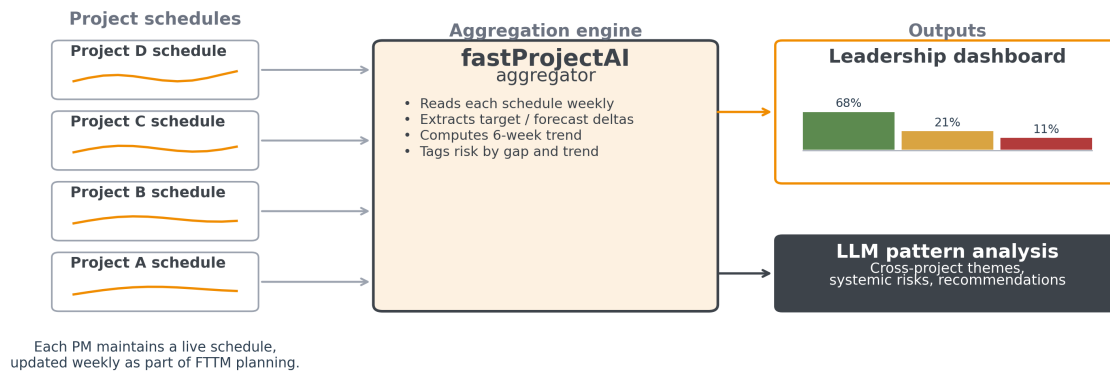 Project schedules
Project D schedule
Project C schedule
Project B schedule
Project A schedule
Each PM maintains a live schedule,
updated weekly as part of FTTM planning.
Aggregation engine
fastProjectAI
aggregator
• Reads each schedule weekly
• Extracts target / forecast deltas
• Computes 6-week trend
• Tags risk by gap and trend
Outputs
Leadership dashboard
68%
21%
11%
LLM pattern analysis
Cross-project themes,
systemic risks, recommendations